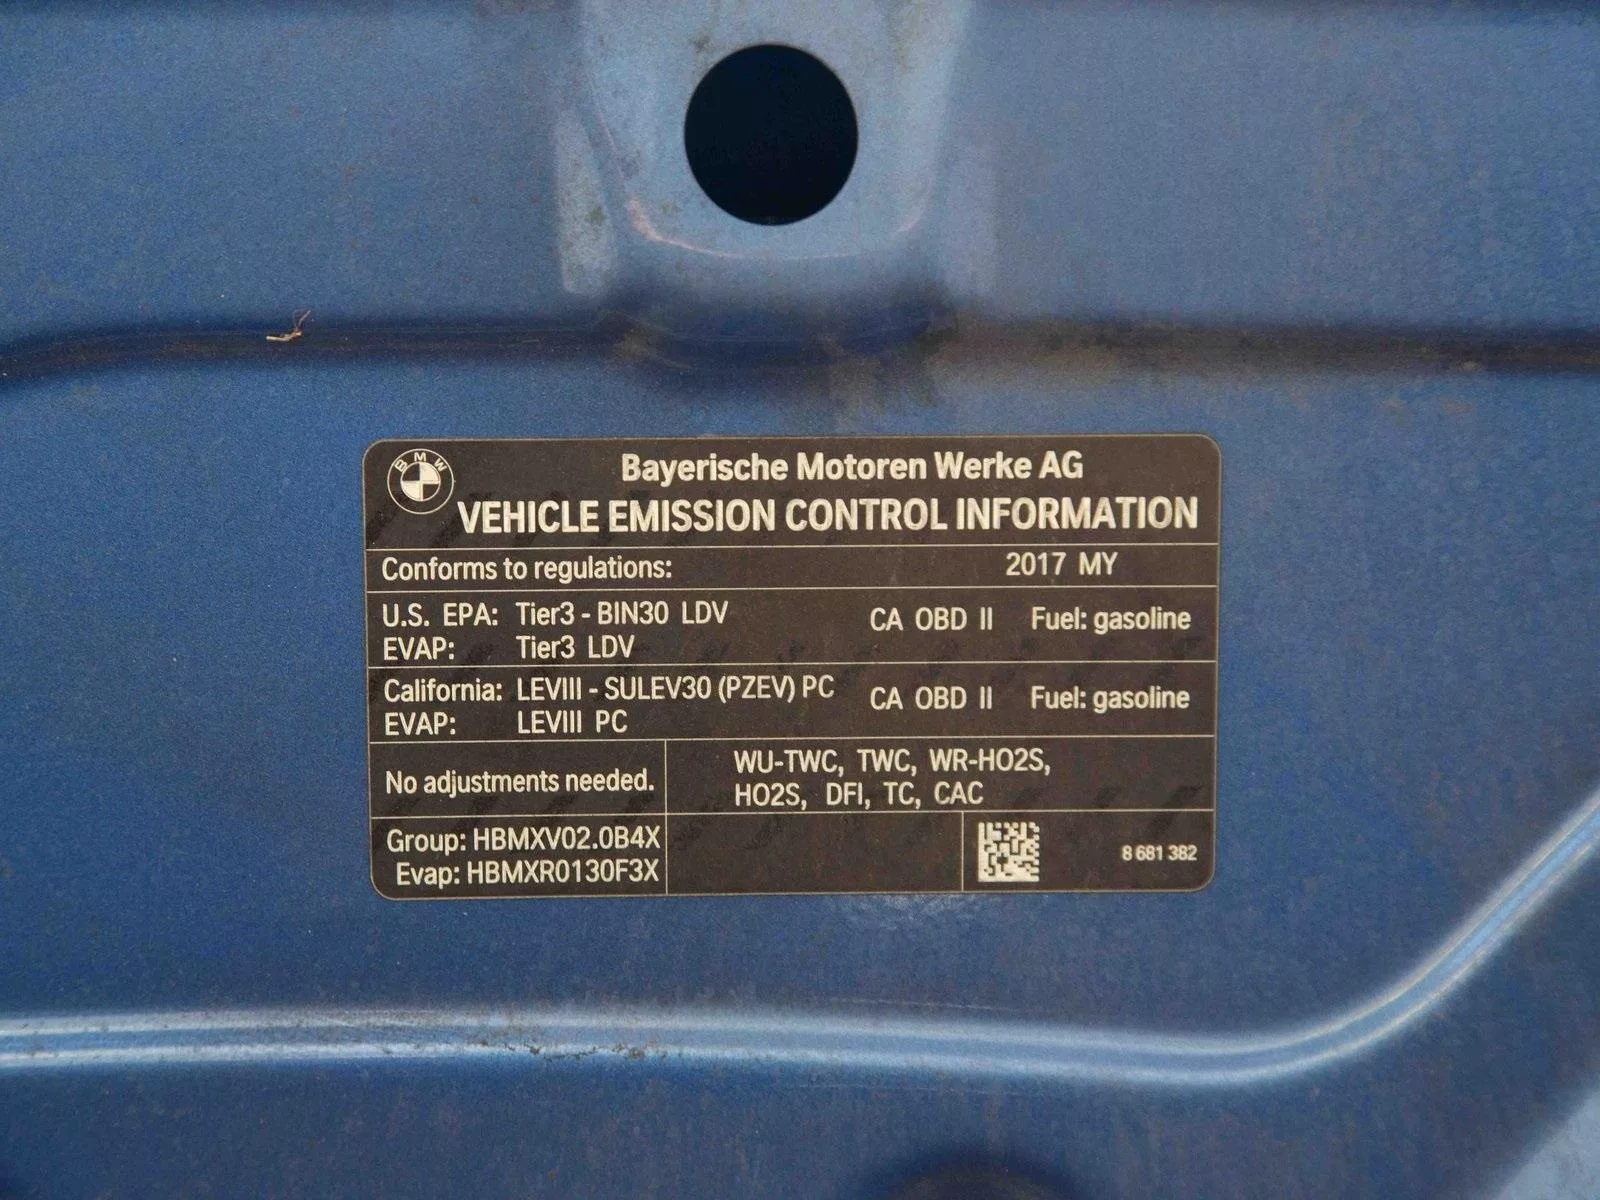 BMW
Bayerische Motoren Werke AG
VEHICLE EMISSION CONTROL INFORMATION
Conforms to regulations: 2017 MY
U.S. EPA: Tier3 - BIN30 LDV CA OBD II Fuel: gasoline
EVAP: Tier3 LDV
California: LEVIII - SULEV30 (PZEV) PC CA OBD II Fuel: gasoline
EVAP: LEVIII PC
No adjustments needed.
WU-TWC, TWC, WR-HO2S,
HO2S, DFI, TC, CAC
Group: HBMXV02.0B4X
Evap: HBMXR0130F3X
8 681 382